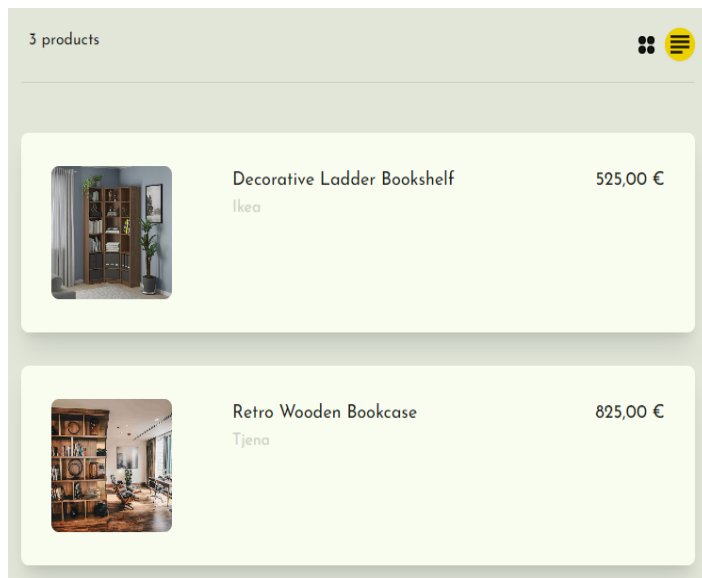 3 products
Decorative Ladder Bookshelf
525,00 €
Ikea
Retro Wooden Bookcase
825,00 €
Tjena